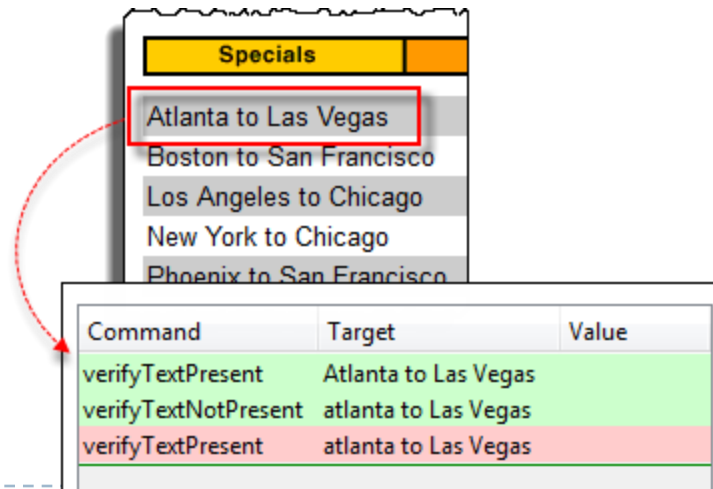 Specials
Atlanta to Las Vegas
Boston to San Francisco
Los Angeles to Chicago
New York to Chicago
Phoenix to San Francisco
Command Target Value
verifyTextPresent Atlanta to Las Vegas
verifyTextNotPresent atlanta to Las Vegas
verifyTextPresent atlanta to Las Vegas